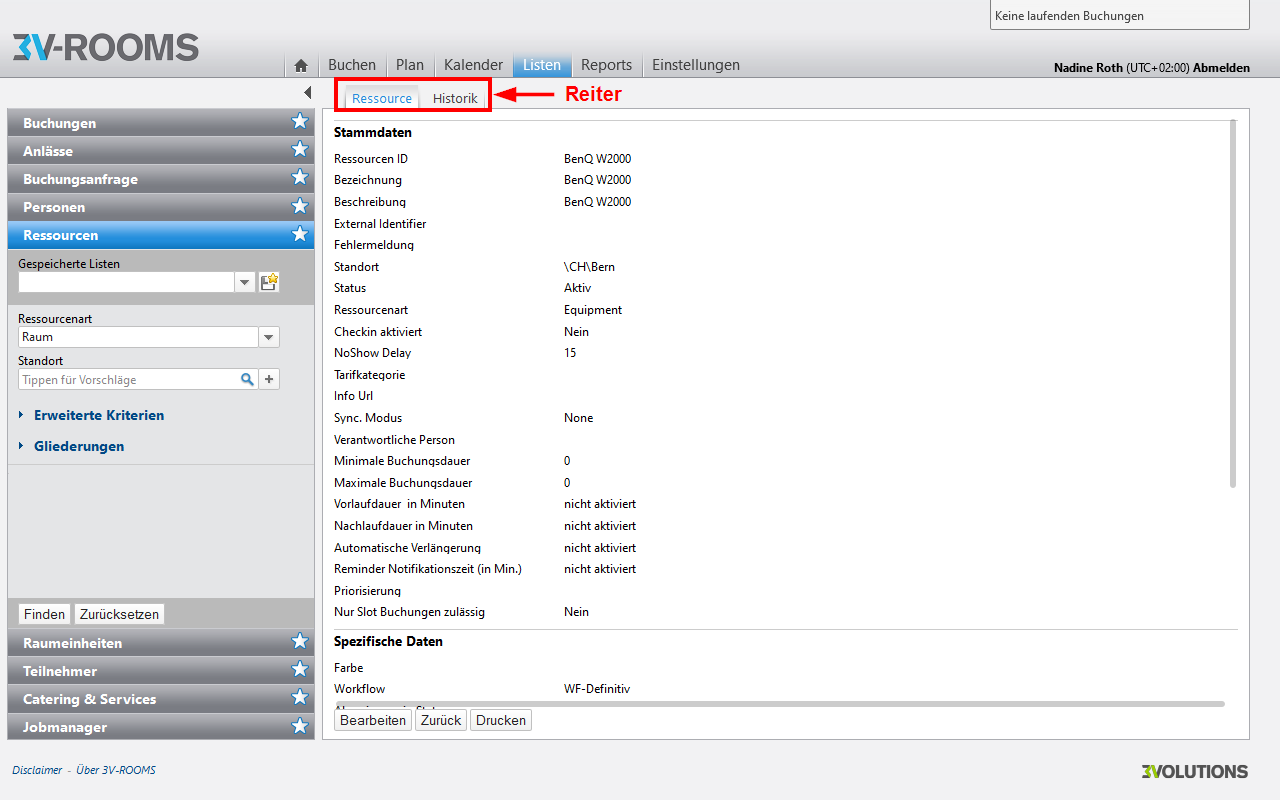 Keine laufenden Buchungen
3V-ROOMS
Buchen Plan Kalender Listen Reports Einstellungen
Nadine Roth (UTC+02:00) Abmelden
Ressource Historik
Reiter
Buchungen
Anlässe
Buchungsanfrage
Personen
Ressourcen
Gespeicherte Listen
Ressourcenart
Raum
Standort
Tippen für Vorschläge
Erweiterte Kriterien
Gliederungen
Finden Zurücksetzen
Raumeinheiten
Teilnehmer
Catering & Services
Jobmanager
Stammdaten
Ressourcen ID BenQ W2000
Bezeichnung BenQ W2000
Beschreibung BenQ W2000
External Identifier
Fehlermeldung
Standort \CH\Bern
Status Aktiv
Ressourcenart Equipment
Checkin aktiviert Nein
NoShow Delay 15
Tarifkategorie
Info Url
Sync. Modus None
Verantwortliche Person
Minimale Buchungsdauer 0
Maximale Buchungsdauer 0
Vorlaufdauer in Minuten nicht aktiviert
Nachlaufdauer in Minuten nicht aktiviert
Automatische Verlängerung nicht aktiviert
Reminder Notifikationszeit (in Min.) nicht aktiviert
Priorisierung
Nur Slot Buchungen zulässig Nein
Spezifische Daten
Farbe
Workflow WF-Definitiv
Bearbeiten Zurück Drucken
Disclaimer - Über 3V-ROOMS
3VOLUTIONS